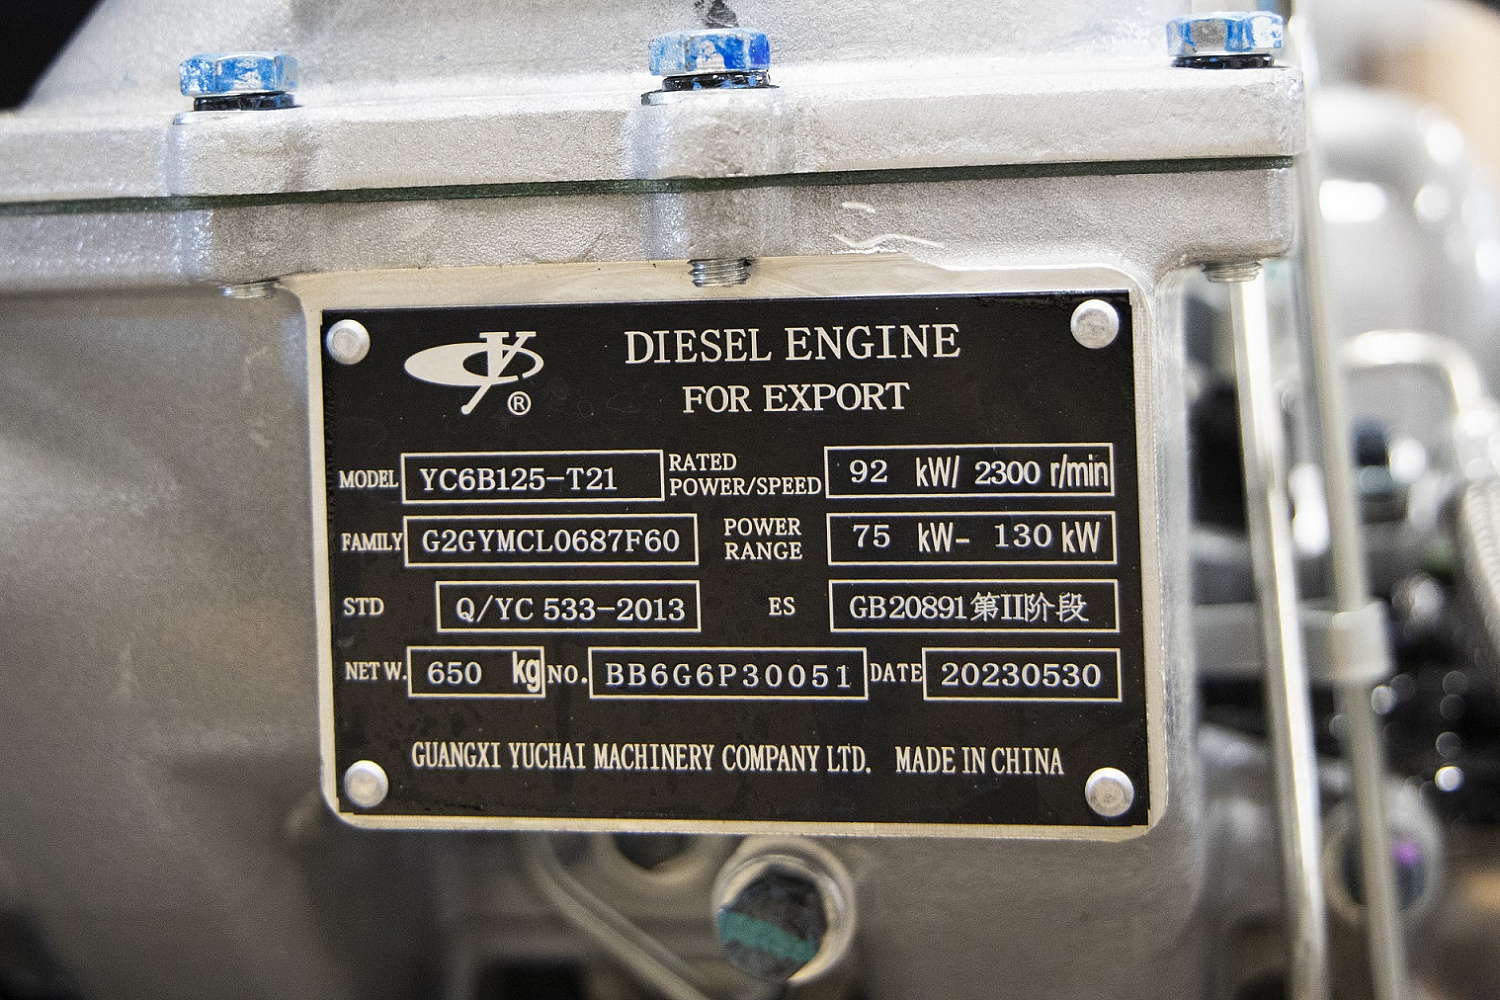 DIESEL ENGINE
FOR EXPORT
®
MODEL YC6B125-T21 RATED POWER/SPEED 92 kW/ 2300 r/min
FAMILY G2GYMCL0687F60 POWER RANGE 75 kW- 130 kW
STD Q/YC 533-2013 ES GB20891第II阶段
NET W. 650 kg NO. BB6G6P30051 DATE 20230530
GUANGXI YUCHAI MACHINERY COMPANY LTD. MADE IN CHINA